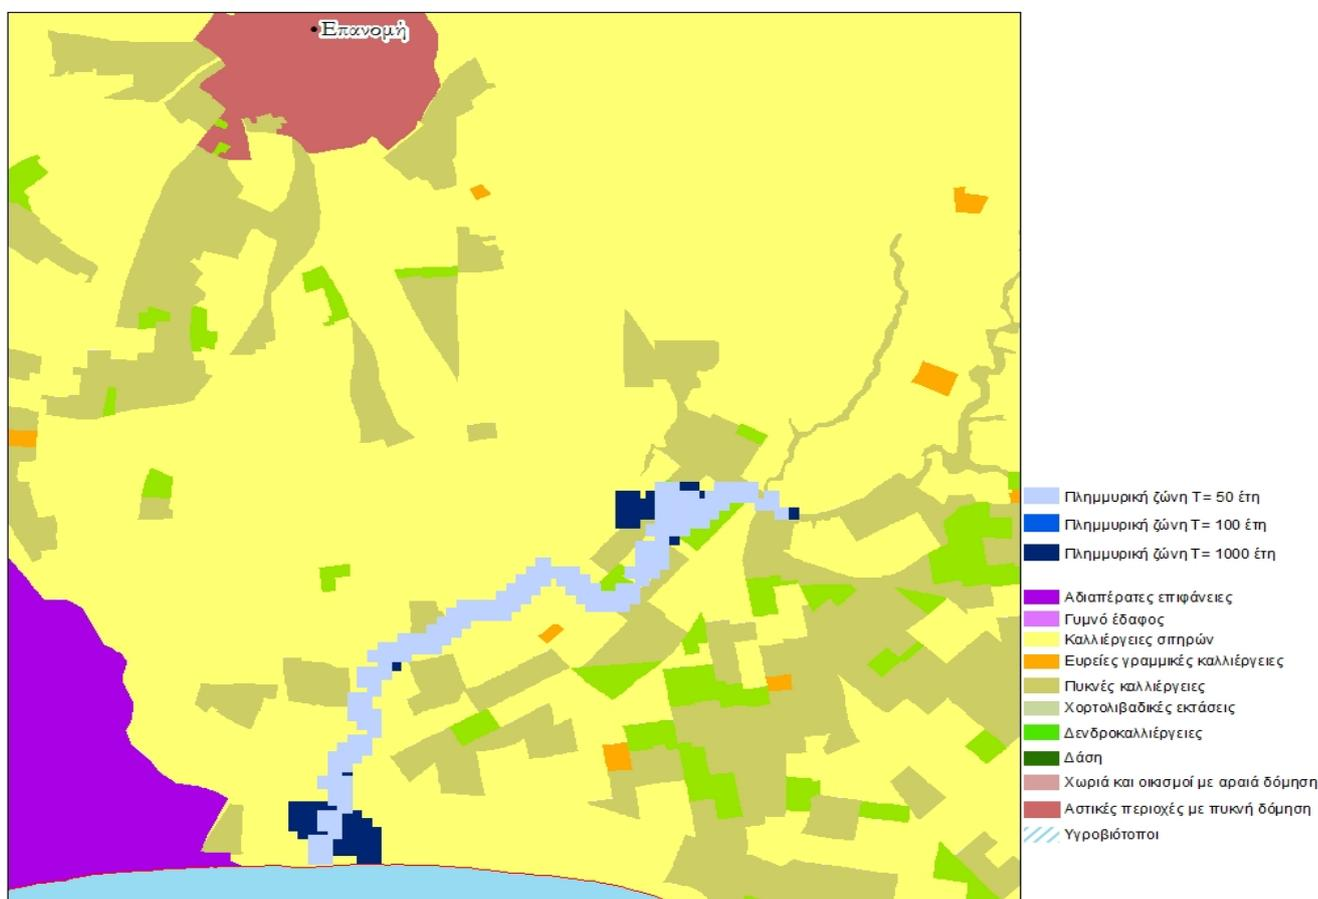 Επανομή
Πλημμυρική ζώνη Τ= 50 έτη
Πλημμυρική ζώνη Τ= 100 έτη
Πλημμυρική ζώνη Τ= 1000 έτη
Αδιαπέρατες επιφάνειες
Γυμνό έδαφος
Καλλιέργειες σιτηρών
Ευρείες γραμμικές καλλιέργειες
Πυκνές καλλιέργειες
Χορτολιβαδικές εκτάσεις
Δενδροκαλλιέργειες
Δάση
Χωριά και οικισμοί με αραιά δόμηση
Αστικές περιοχές με πυκνή δόμηση
Υγροβιότοποι